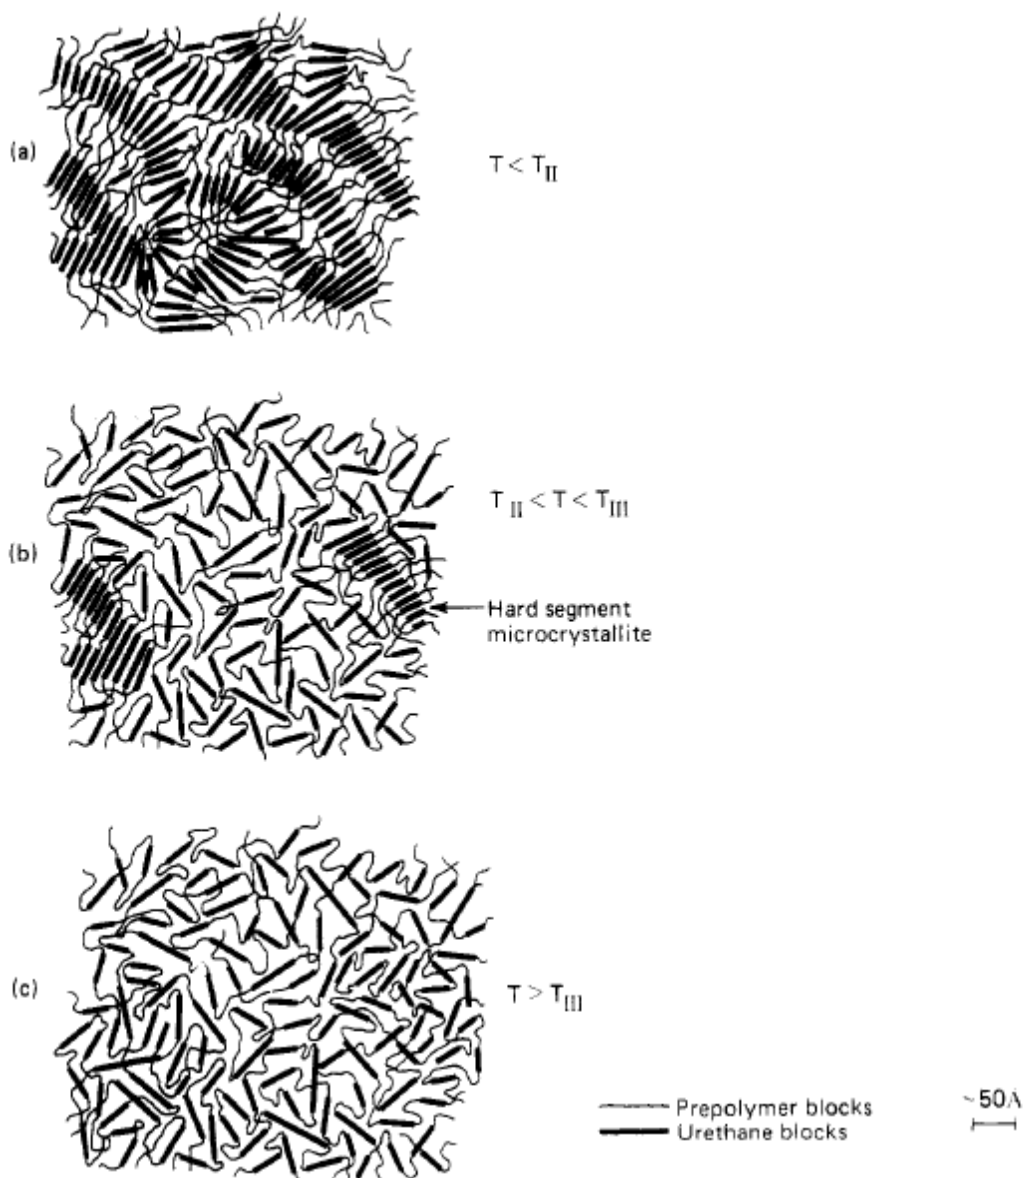 (a)
T < T_II
(b)
T_II < T < T_III
Hard segment
microcrystallite
(c)
T > T_III
Prepolymer blocks
Urethane blocks
~50Å